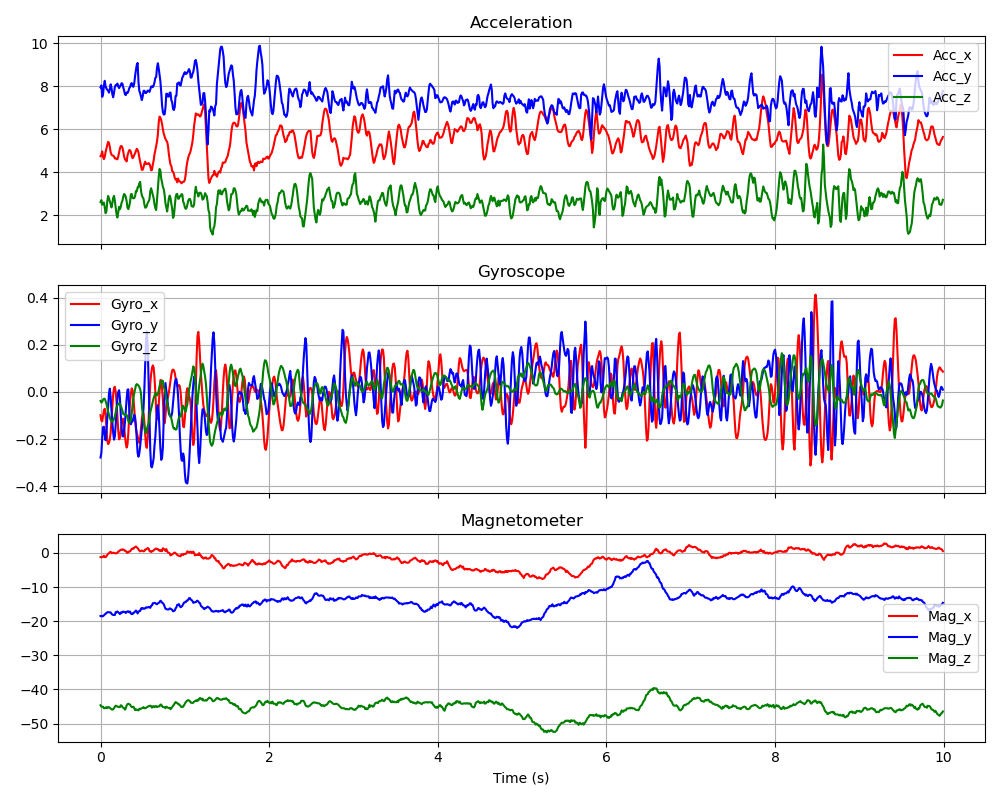 Acceleration
10
8
6
4
2
Acc_x
Acc_y
Acc_z
Gyroscope
0.4
0.2
0.0
−0.2
−0.4
Gyro_x
Gyro_y
Gyro_z
Magnetometer
0
−10
−20
−30
−40
−50
Mag_x
Mag_y
Mag_z
0 2 4 6 8 10
Time (s)